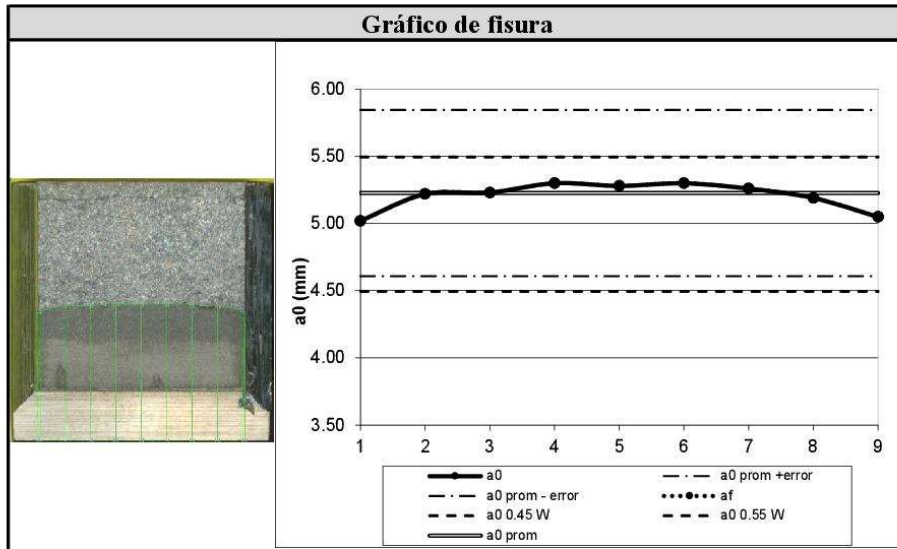 Gráfico de fisura
6.00
5.50
5.00
4.50
4.00
3.50
a0 (mm)
1 2 3 4 5 6 7 8 9
a0 a0 prom +error
a0 prom - error af
a0 0.45 W a0 0.55 W
a0 prom